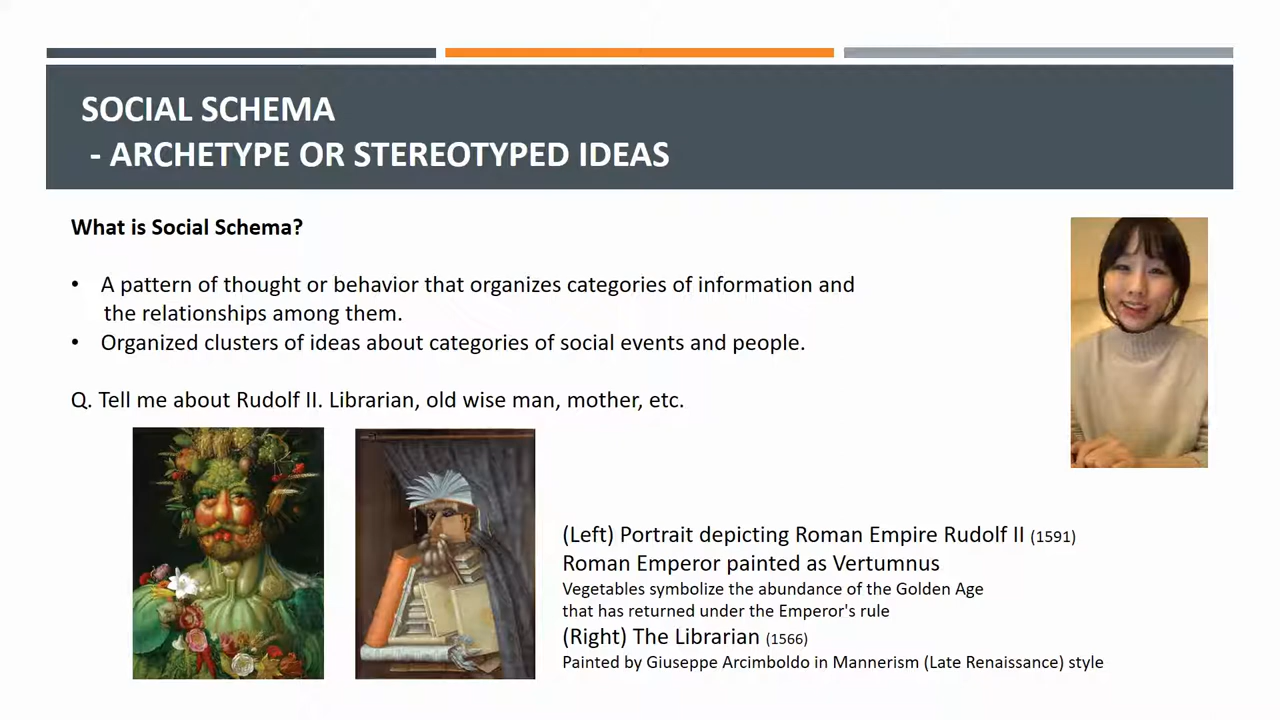 SOCIAL SCHEMA
- ARCHETYPE OR STEREOTYPED IDEAS
What is Social Schema?
• A pattern of thought or behavior that organizes categories of information and
the relationships among them.
• Organized clusters of ideas about categories of social events and people.
Q. Tell me about Rudolf II. Librarian, old wise man, mother, etc.
(Left) Portrait depicting Roman Empire Rudolf II (1591)
Roman Emperor painted as Vertumnus
Vegetables symbolize the abundance of the Golden Age
that has returned under the Emperor's rule
(Right) The Librarian (1566)
Painted by Giuseppe Arcimboldo in Mannerism (Late Renaissance) style